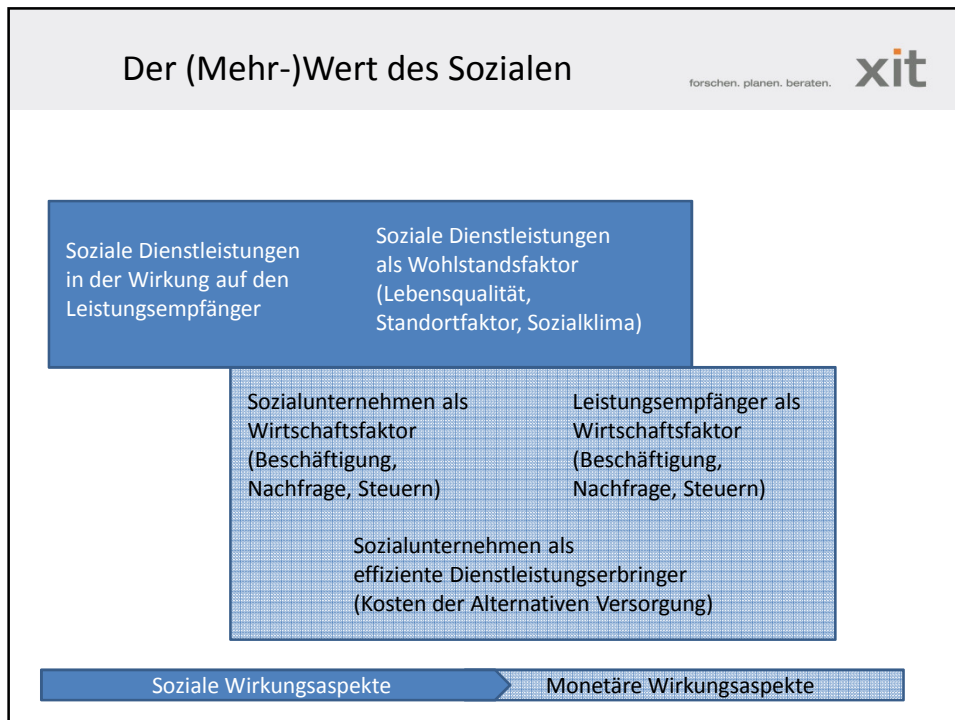 Der (Mehr-)Wert des Sozialen
forschen. planen. beraten.
xit
Soziale Dienstleistungen
in der Wirkung auf den
Leistungsempfänger
Soziale Dienstleistungen
als Wohlstandsfaktor
(Lebensqualität,
Standortfaktor, Sozialklima)
Sozialunternehmen als
Wirtschaftsfaktor
(Beschäftigung,
Nachfrage, Steuern)
Leistungsempfänger als
Wirtschaftsfaktor
(Beschäftigung,
Nachfrage, Steuern)
Sozialunternehmen als
effiziente Dienstleistungserbringer
(Kosten der Alternativen Versorgung)
Soziale Wirkungsaspekte
Monetäre Wirkungsaspekte